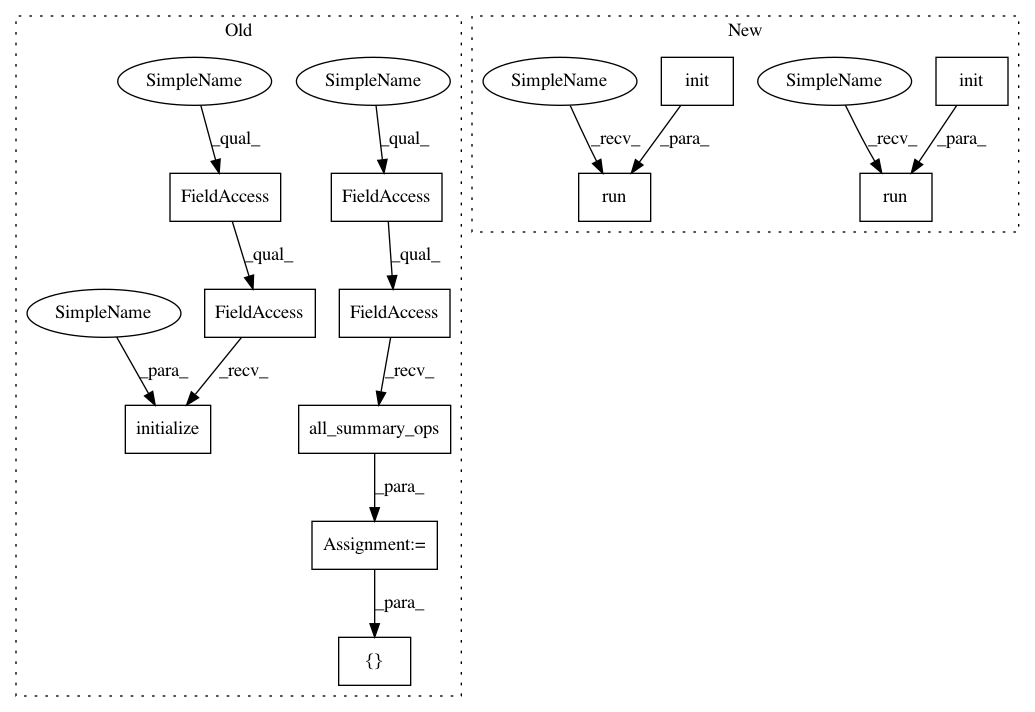 Old
New
SimpleName
SimpleName
SimpleName
init
SimpleName
init
_qual_
_qual_
_recv_
_para_
_recv_
_para_
FieldAccess
FieldAccess
run
run
_qual_
_qual_
SimpleName
FieldAccess
FieldAccess
_para_
_recv_
_recv_
initialize
all_summary_ops
_para_
Assignment:=
_para_
{}